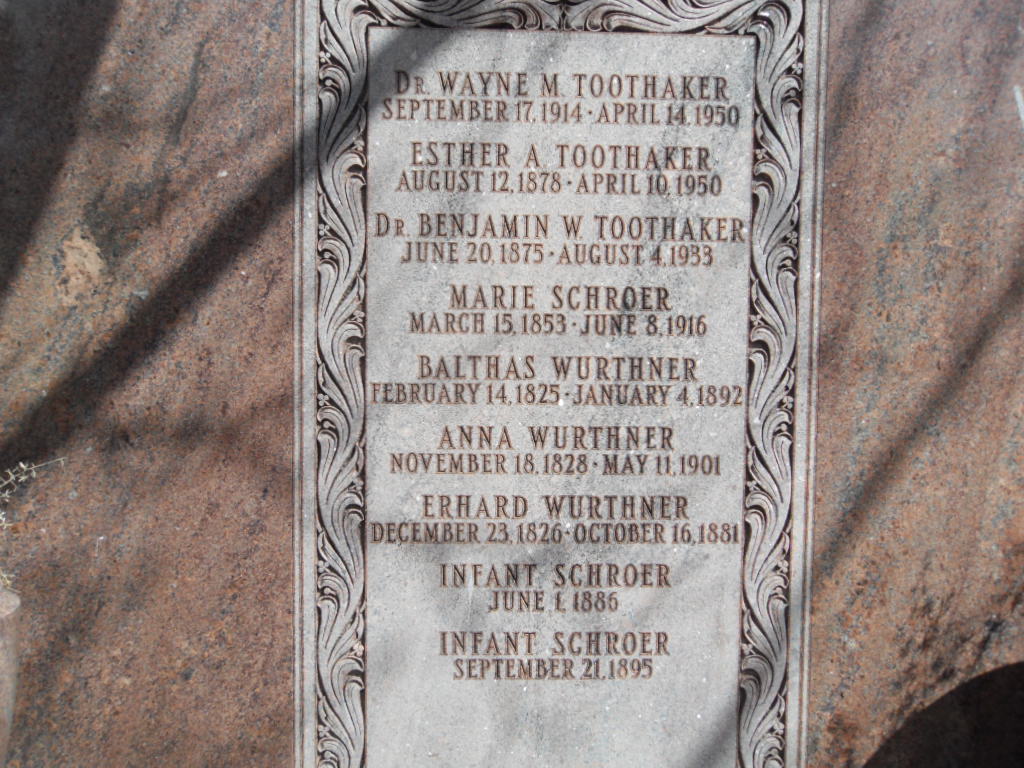 Dr. WAYNE M. TOOTHAKER
SEPTEMBER 17, 1914 · APRIL 14, 1950
ESTHER A. TOOTHAKER
AUGUST 12, 1878 · APRIL 10, 1950
Dr. BENJAMIN W. TOOTHAKER
JUNE 20, 1875 · AUGUST 4, 1933
MARIE SCHROER
MARCH 15, 1853 · JUNE 8, 1916
BALTHAS WURTHNER
FEBRUARY 14, 1825 · JANUARY 4, 1892
ANNA WURTHNER
NOVEMBER 18, 1828 · MAY 11, 1901
ERHARD WURTHNER
DECEMBER 23, 1826 · OCTOBER 16, 1881
INFANT SCHROER
JUNE 1, 1886
INFANT SCHROER
SEPTEMBER 21, 1895